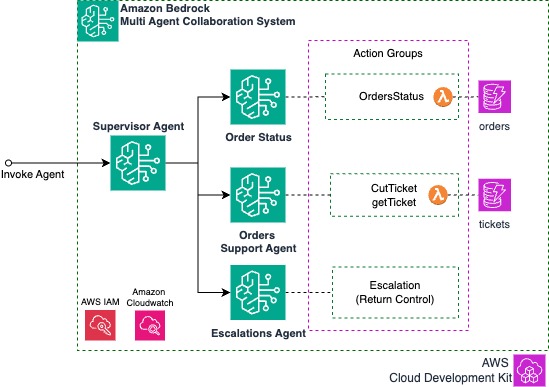 Amazon Bedrock
Multi Agent Collaboration System
Action Groups
OrdersStatus
orders
Order Status
Supervisor Agent
Invoke Agent
CutTicket
getTicket
tickets
Orders
Support Agent
AWS IAM
Amazon
Cloudwatch
Escalation
(Return Control)
Escalations Agent
AWS
Cloud Development Kit